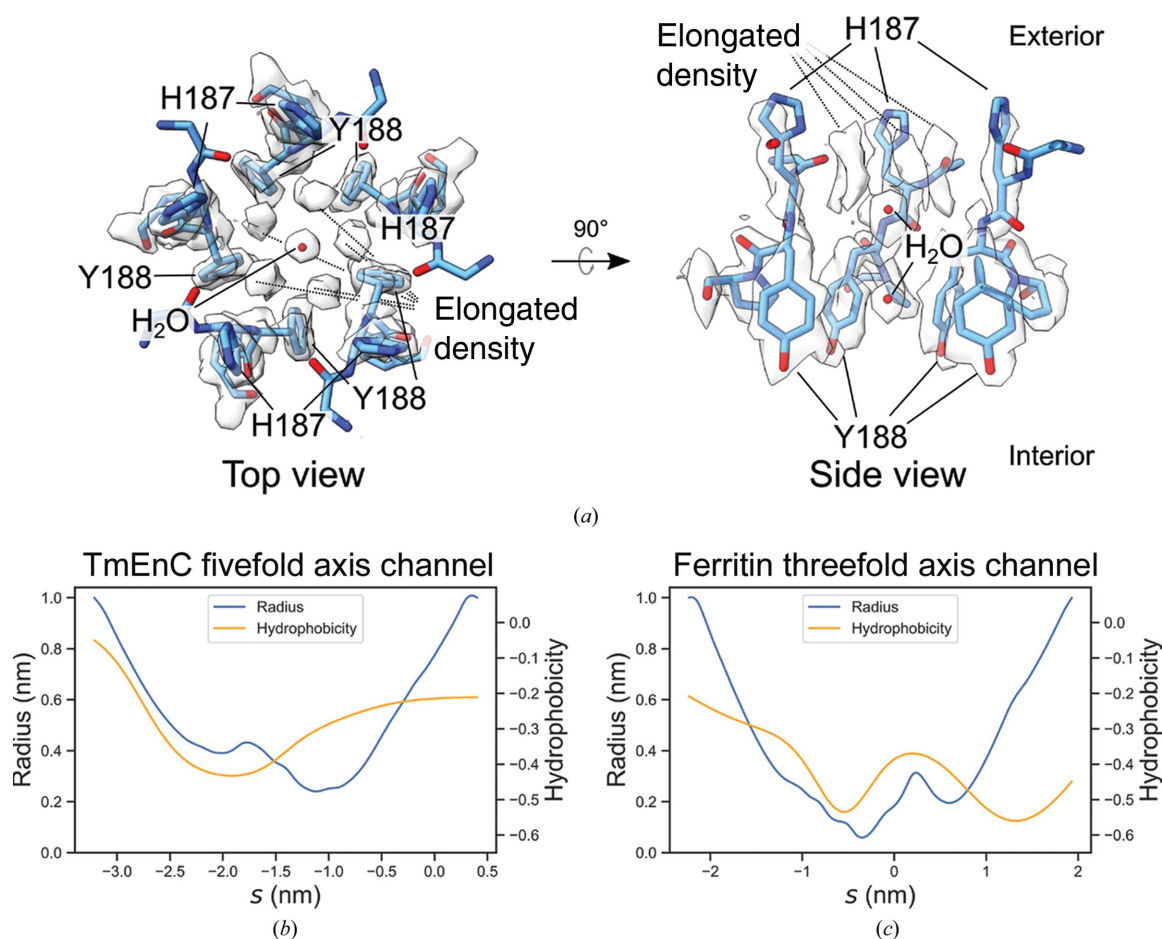 H187
Y188
H187
Y188
H₂O
Elongated
density
Y188
H187
Top view
90°
Elongated
density
H187
Exterior
H₂O
Y188
Interior
Side view
(a)
TmEnC fivefold axis channel
Radius
Hydrophobicity
1.0
0.8
0.6
0.4
0.2
0.0
Radius (nm)
0.0
−0.1
−0.2
−0.3
−0.4
−0.5
−0.6
Hydrophobicity
−3.0 −2.5 −2.0 −1.5 −1.0 −0.5 0.0 0.5
s (nm)
(b)
Ferritin threefold axis channel
Radius
Hydrophobicity
1.0
0.8
0.6
0.4
0.2
0.0
Radius (nm)
0.0
−0.1
−0.2
−0.3
−0.4
−0.5
−0.6
Hydrophobicity
−2 −1 0 1 2
s (nm)
(c)